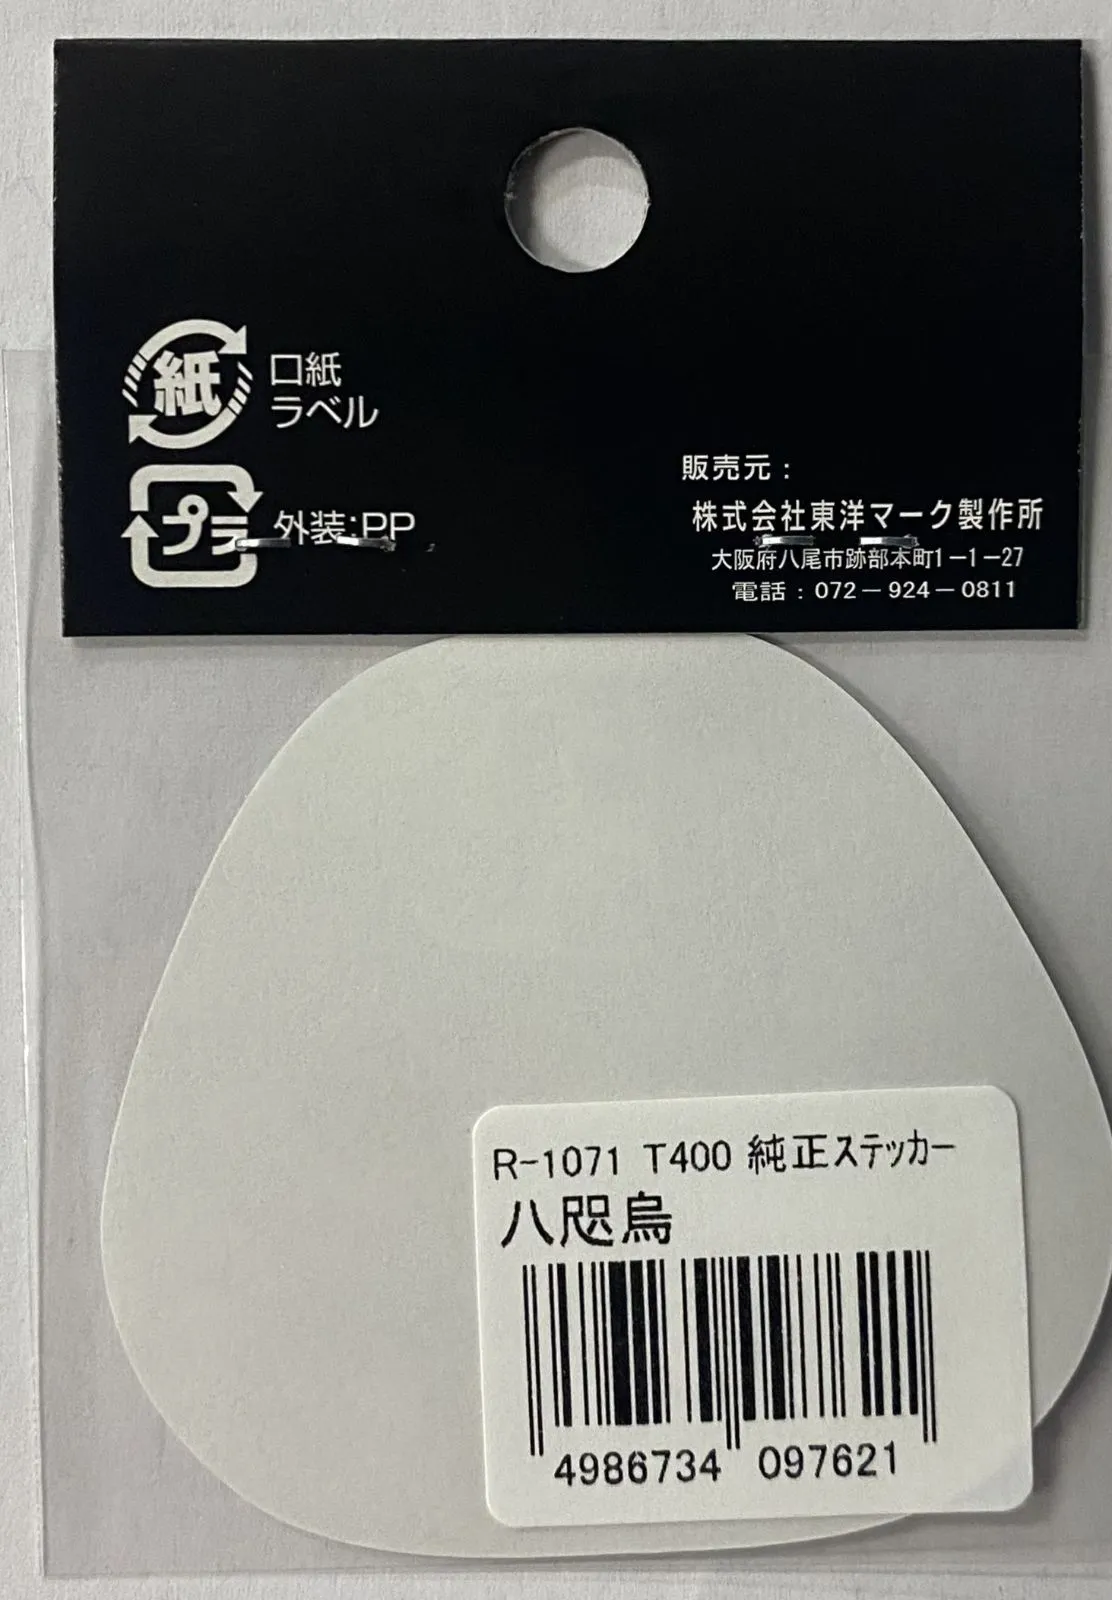 紙
口紙
ラベル
プラ
外装:PP
販売元：
株式会社東洋マーク製作所
大阪府八尾市跡部本町1－1－27
電話：072－924－0811
R-1071 T400 純正ステッカー
八咫烏
4986734 097621